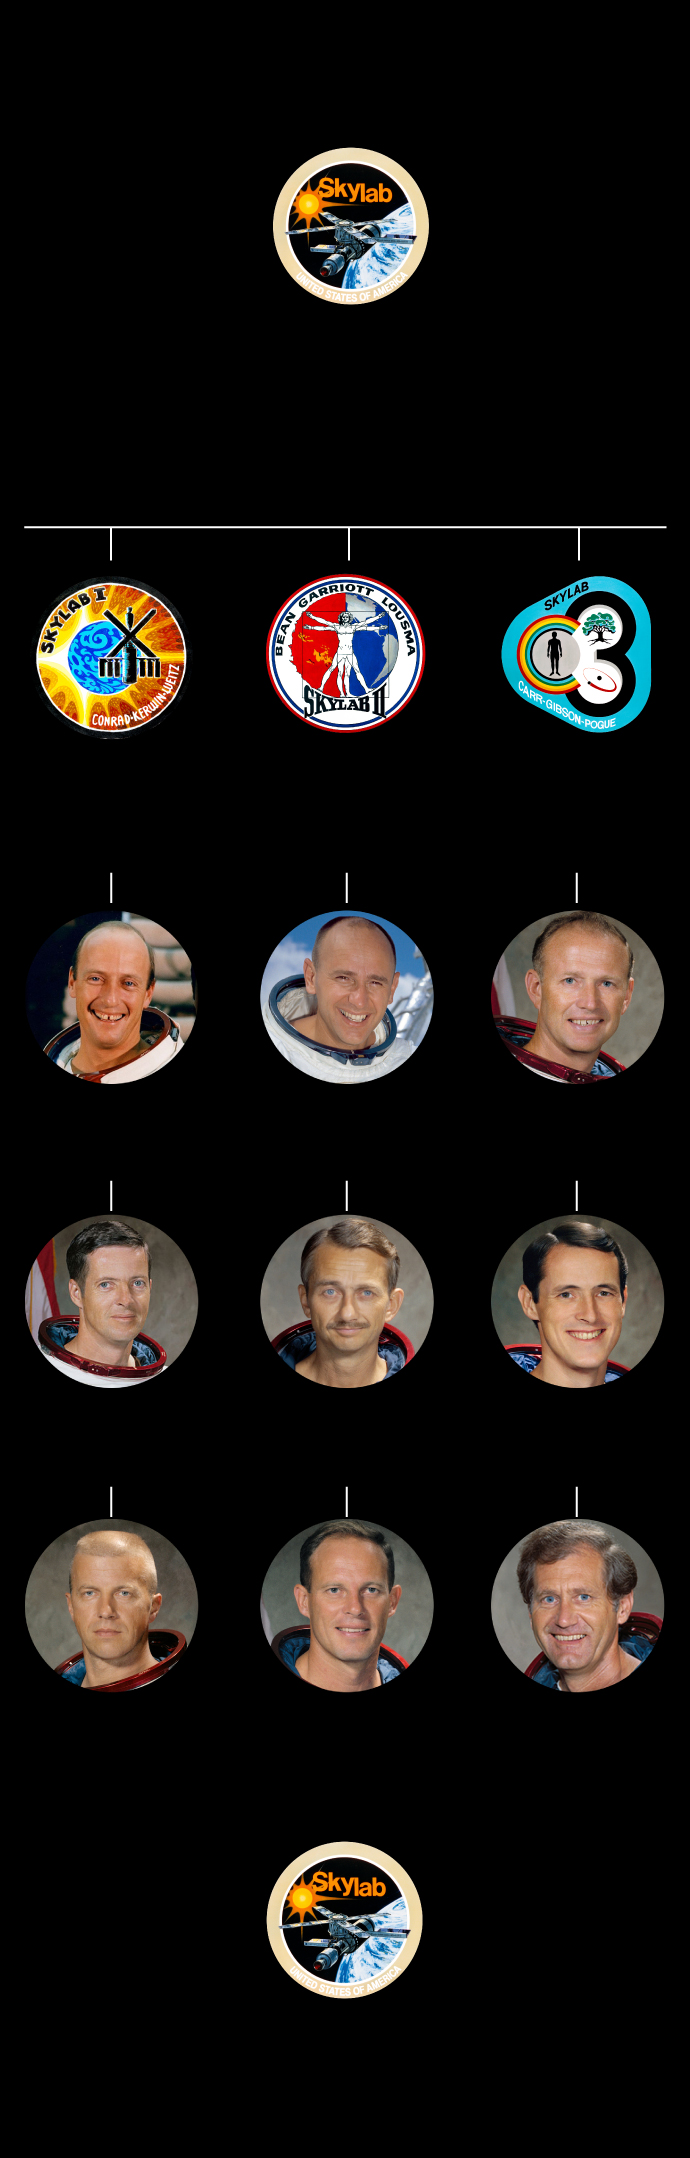 Skylab
UNITED STATES OF AMERICA
SKYLAB I
CONRAD·KERWIN·WEITZ
BEAN GARRIOTT LOUSMA
SKYLAB II
SKYLAB
3
CARR·GIBSON·POGUE
Skylab
UNITED STATES OF AMERICA